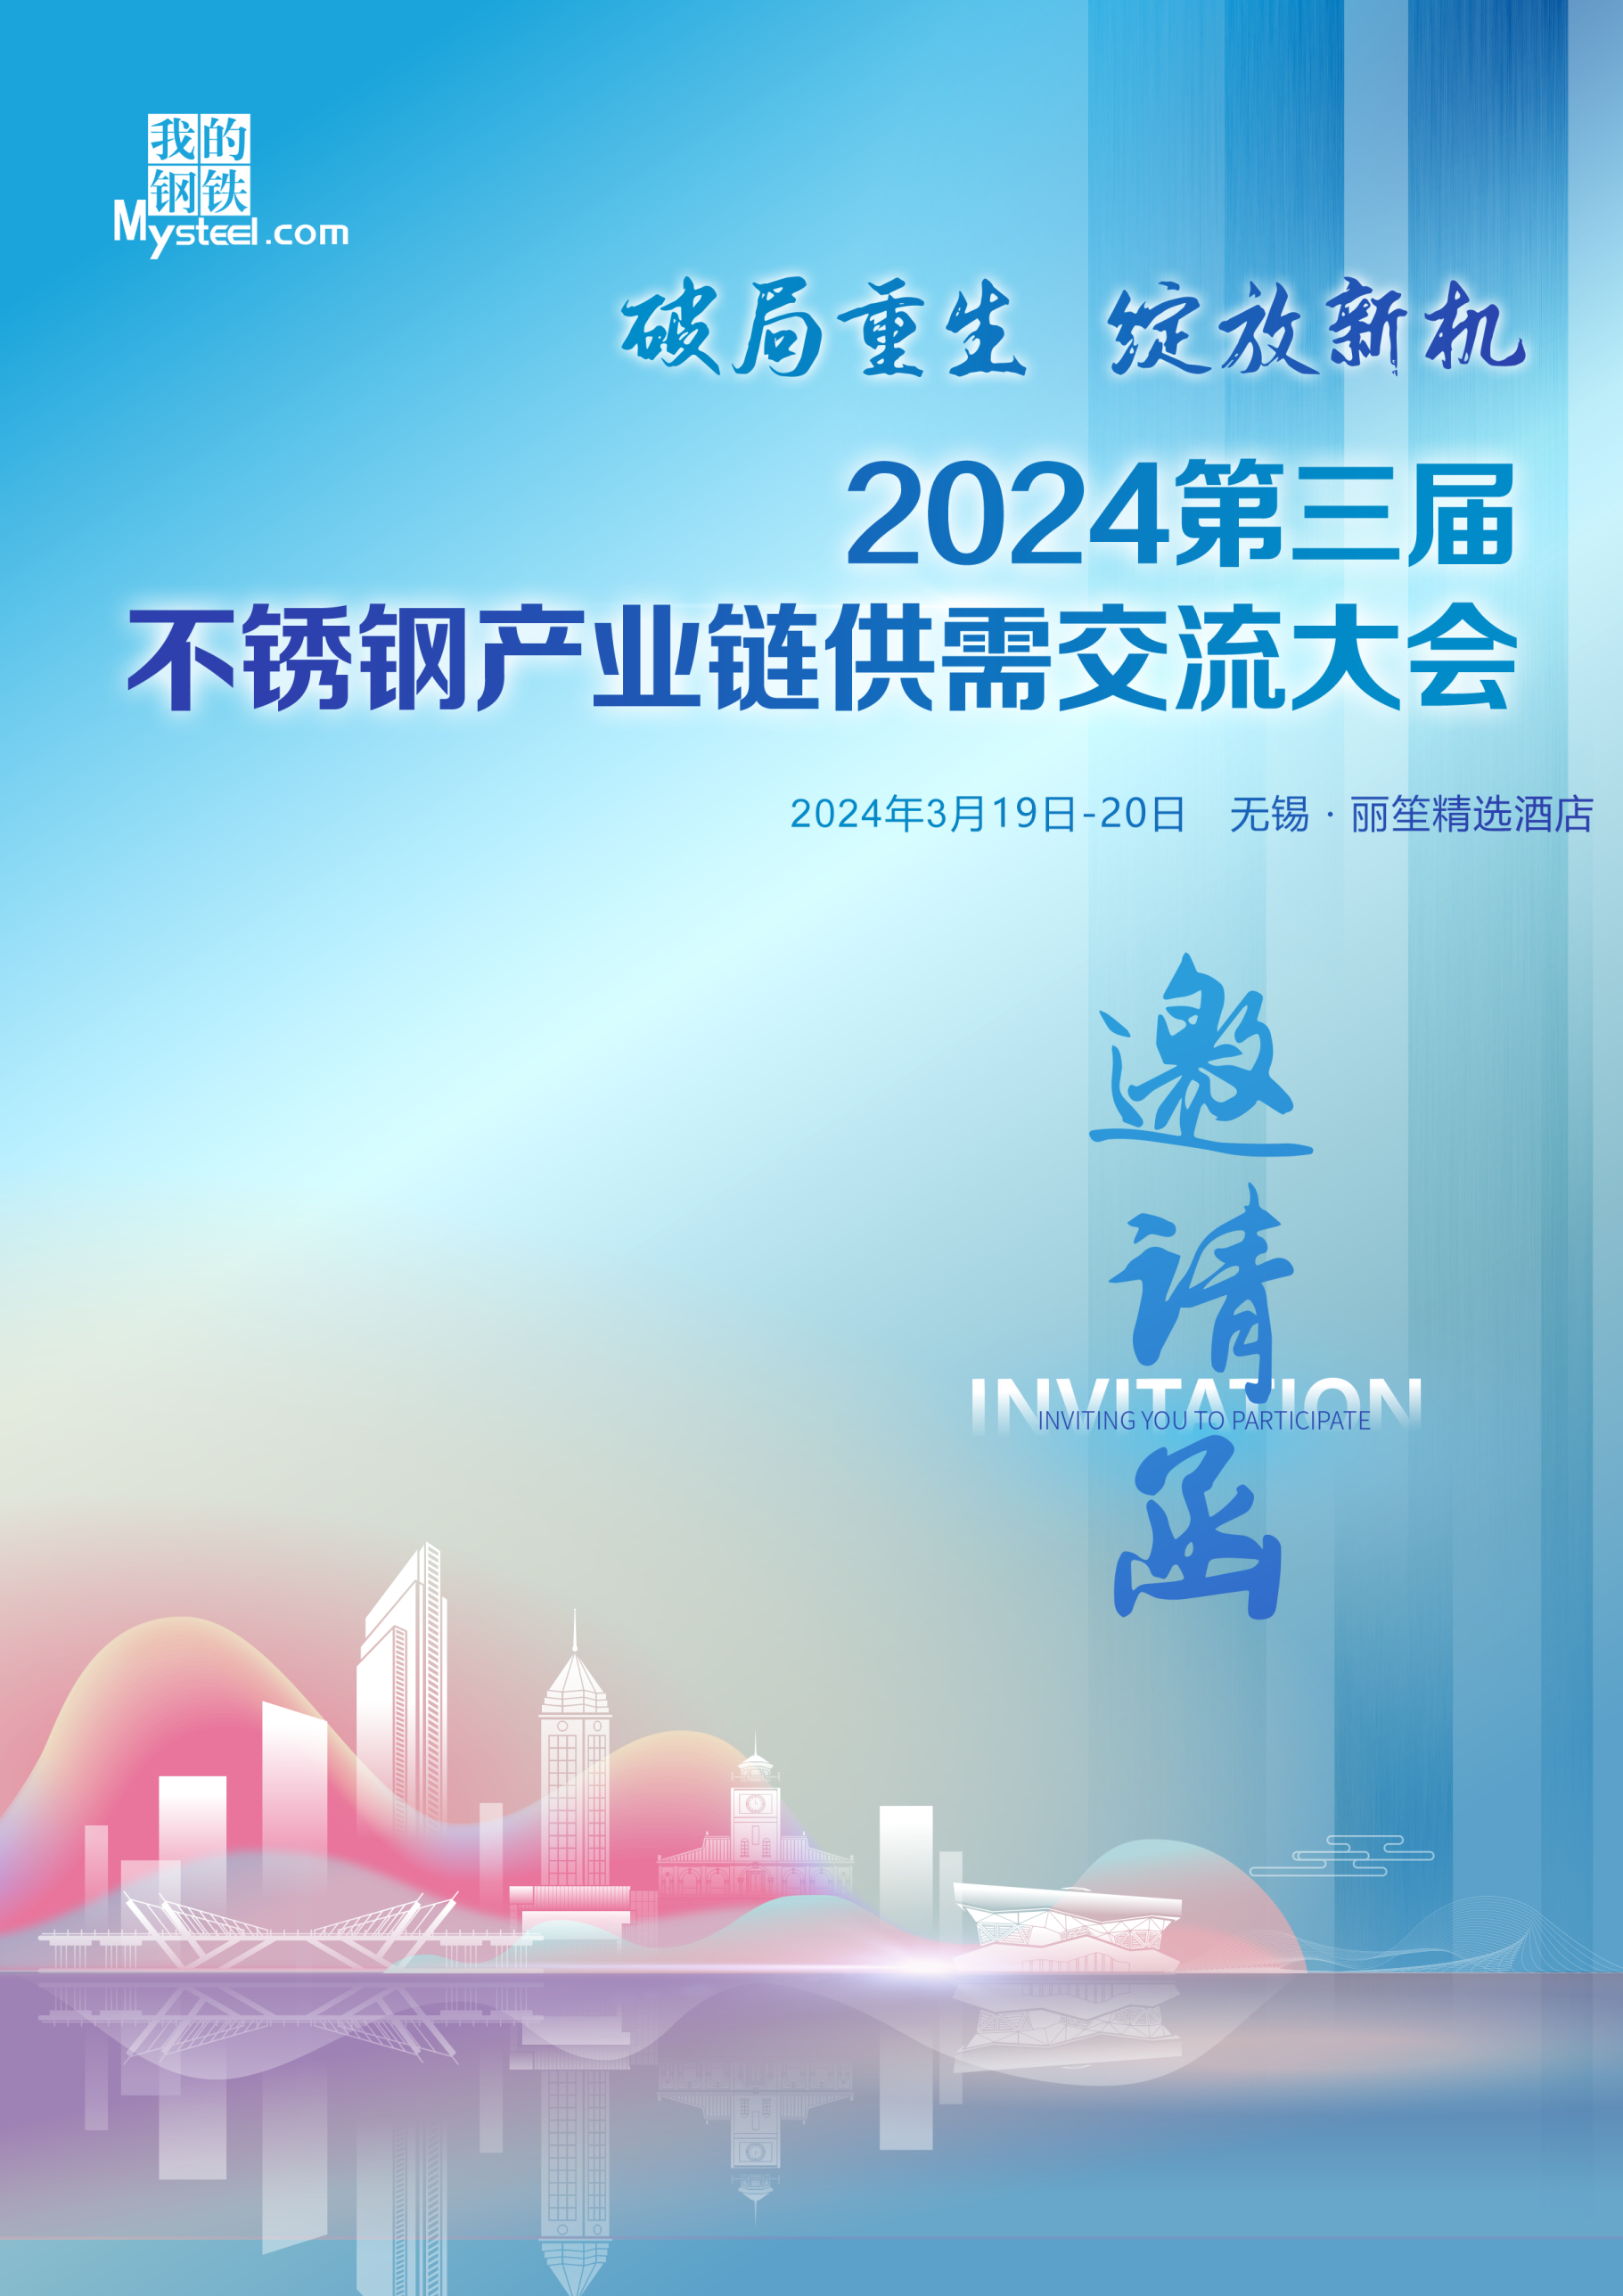 我的
钢铁
Mysteel.com
破局重生 绽放新机
2024第三届
不锈钢产业链供需交流大会
2024年3月19日-20日 无锡·丽笙精选酒店
邀
请
INVITATION
INVITING YOU TO PARTICIPATE
函